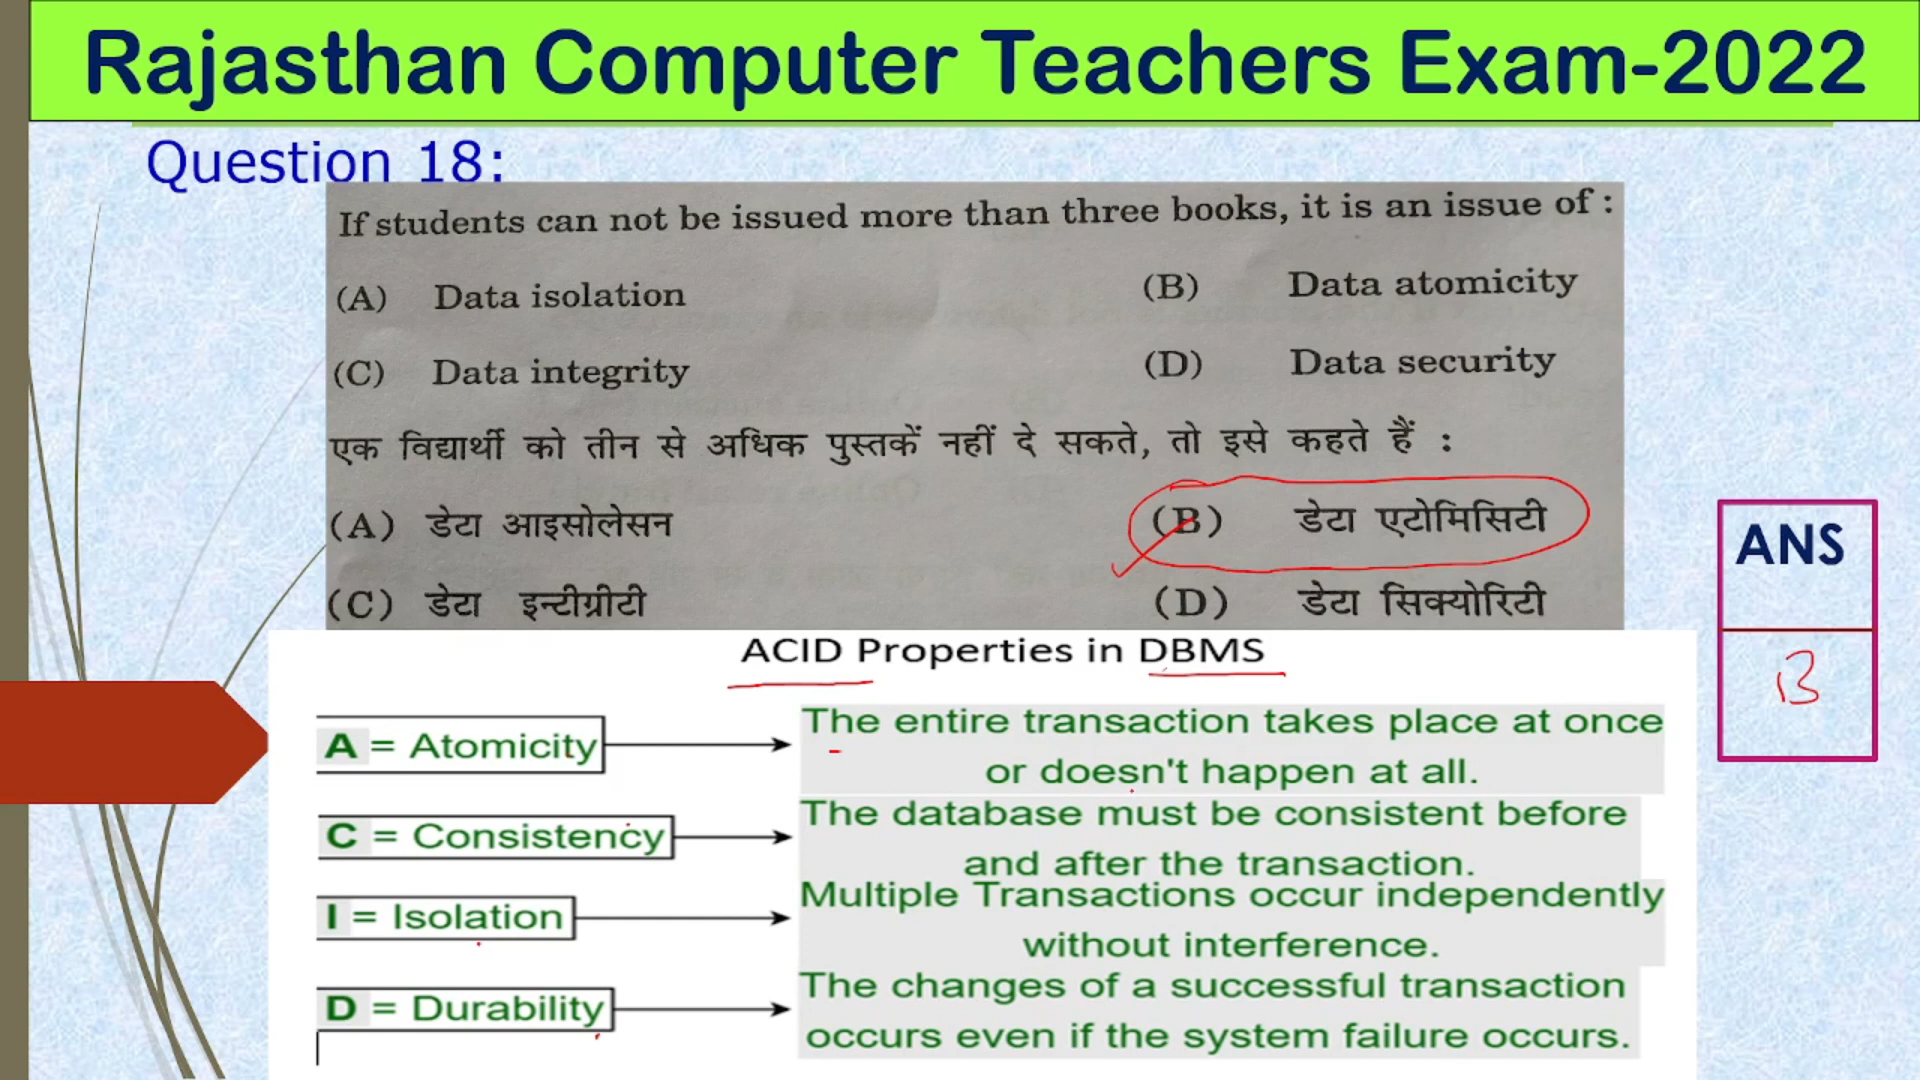 Rajasthan Computer Teachers Exam-2022
Question 18:
If students can not be issued more than three books, it is an issue of :
(A) Data isolation (B) Data atomicity
(C) Data integrity (D) Data security
एक विद्यार्थी को तीन से अधिक पुस्तकें नहीं दे सकते, तो इसे कहते हैं :
(A) डेटा आइसोलेसन (B) डेटा एटोमिसिटी
(C) डेटा इन्टीग्रीटी (D) डेटा सिक्योरिटी
ANS
B
ACID Properties in DBMS
A = Atomicity
The entire transaction takes place at once
or doesn't happen at all.
C = Consistency
The database must be consistent before
and after the transaction.
I = Isolation
Multiple Transactions occur independently
without interference.
D = Durability
The changes of a successful transaction
occurs even if the system failure occurs.